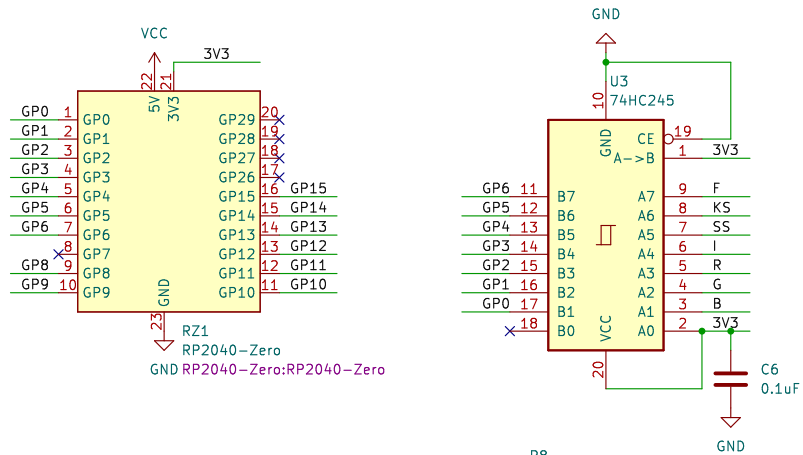 VCC
3V3
22
21
5V
3V3
GP0 1 GP0 GP29 20
GP1 2 GP1 GP28 19
GP2 3 GP2 GP27 18
GP3 4 GP3 GP26 17
GP4 5 GP4 GP15 16 GP15
GP5 6 GP5 GP14 15 GP14
GP6 7 GP6 GP13 14 GP13
8 GP7 GP12 13 GP12
GP8 9 GP8 GP11 12 GP11
GP9 10 GP9 GP10 11 GP10
GND
23
RZ1
RP2040-Zero
GND RP2040-Zero:RP2040-Zero
GND
U3
74HC245
10
GND
CE 19
A->B 1 3V3
GP6 11 B7 A7 9 F
GP5 12 B6 A6 8 KS
GP4 13 B5 A5 7 SS
GP3 14 B4 A4 6 I
GP2 15 B3 A3 5 R
GP1 16 B2 A2 4 G
GP0 17 B1 A1 3 B
18 B0 A0 2 3V3
VCC
20
C6
0.1uF
GND